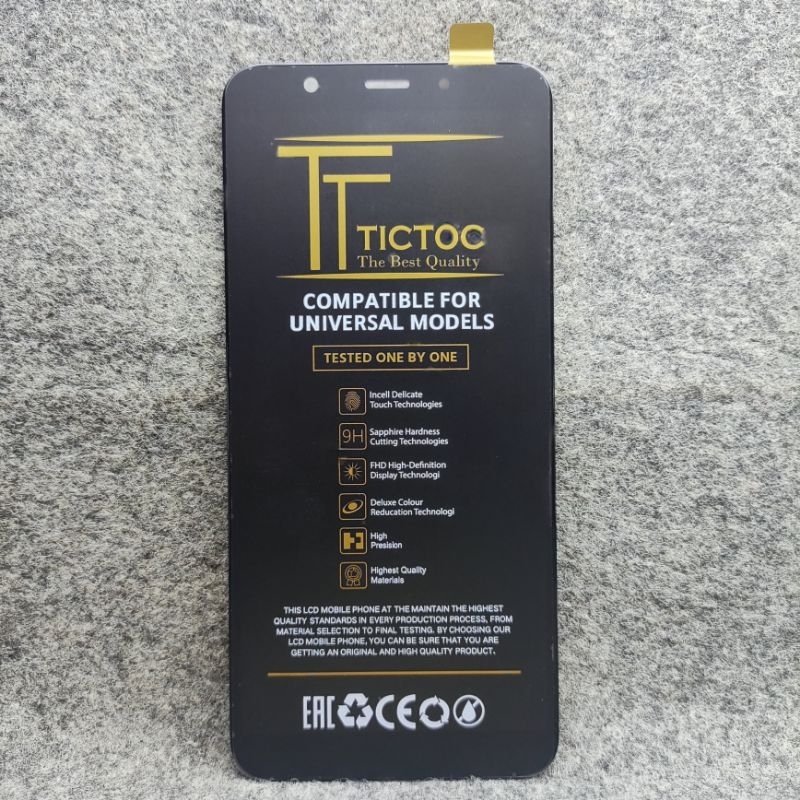 TT
TICTOC
The Best Quality
COMPATIBLE FOR
UNIVERSAL MODELS
TESTED ONE BY ONE
Incell Delicate
Touch Technologies
9H
Sapphire Hardness
Cutting Technologies
FHD High-Definition
Display Technologi
Deluxe Colour
Reducation Technologi
High
Presision
Highest Quality
Materials
THIS LCD MOBILE PHONE AT THE MAINTAIN THE HIGHEST
QUALITY STANDARDS IN EVERY PRODUCTION PROCESS, FROM
MATERIAL SELECTION TO FINAL TESTING. BY CHOOSING OUR
LCD MOBILE PHONE, YOU CAN BE SURE THAT YOU ARE
GETTING AN ORIGINAL AND HIGH QUALITY PRODUCT.
EAC CE